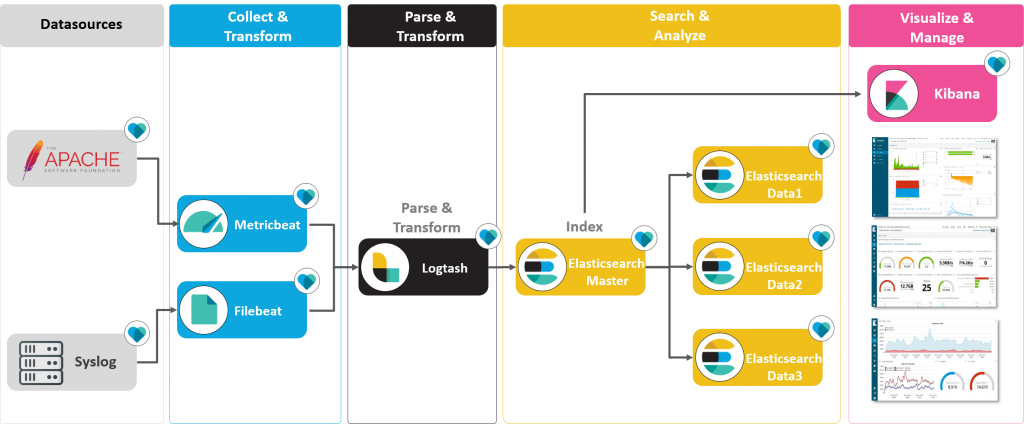 Datasources
Collect &
Transform
Parse &
Transform
Search &
Analyze
Visualize &
Manage
Kibana
THE
APACHE
SOFTWARE FOUNDATION
Elasticsearch
Data1
Metricbeat
Parse &
Transform
Index
Logtash
Elasticsearch
Master
Elasticsearch
Data2
Filebeat
Syslog
Elasticsearch
Data3
25